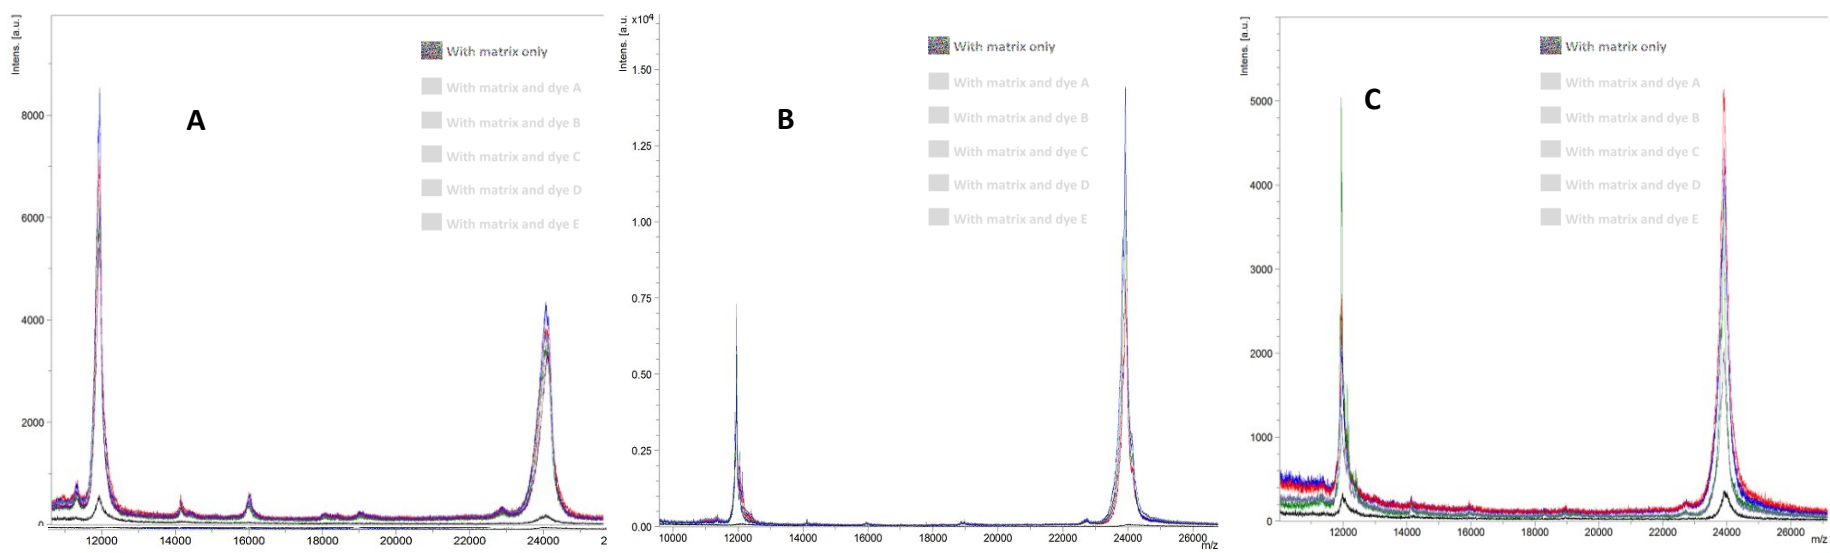 Intens. [a.u.]
8000
6000
4000
2000
0
12000 14000 16000 18000 20000 22000 24000 2
A
With matrix only
With matrix and dye A
With matrix and dye B
With matrix and dye C
With matrix and dye D
With matrix and dye E
Intens. [a.u.
x10⁴
1.50
1.25
1.00
0.75
0.50
0.25
0.00
10000 12000 14000 16000 18000 20000 22000 24000 26000
m/z
B
With matrix only
With matrix and dye A
With matrix and dye B
With matrix and dye C
With matrix and dye D
With matrix and dye E
Intens. [a.u.]
5000
4000
3000
2000
1000
0
12000 14000 16000 18000 20000 22000 24000 26000
m/z
C
With matrix only
With matrix and dye A
With matrix and dye B
With matrix and dye C
With matrix and dye D
With matrix and dye E